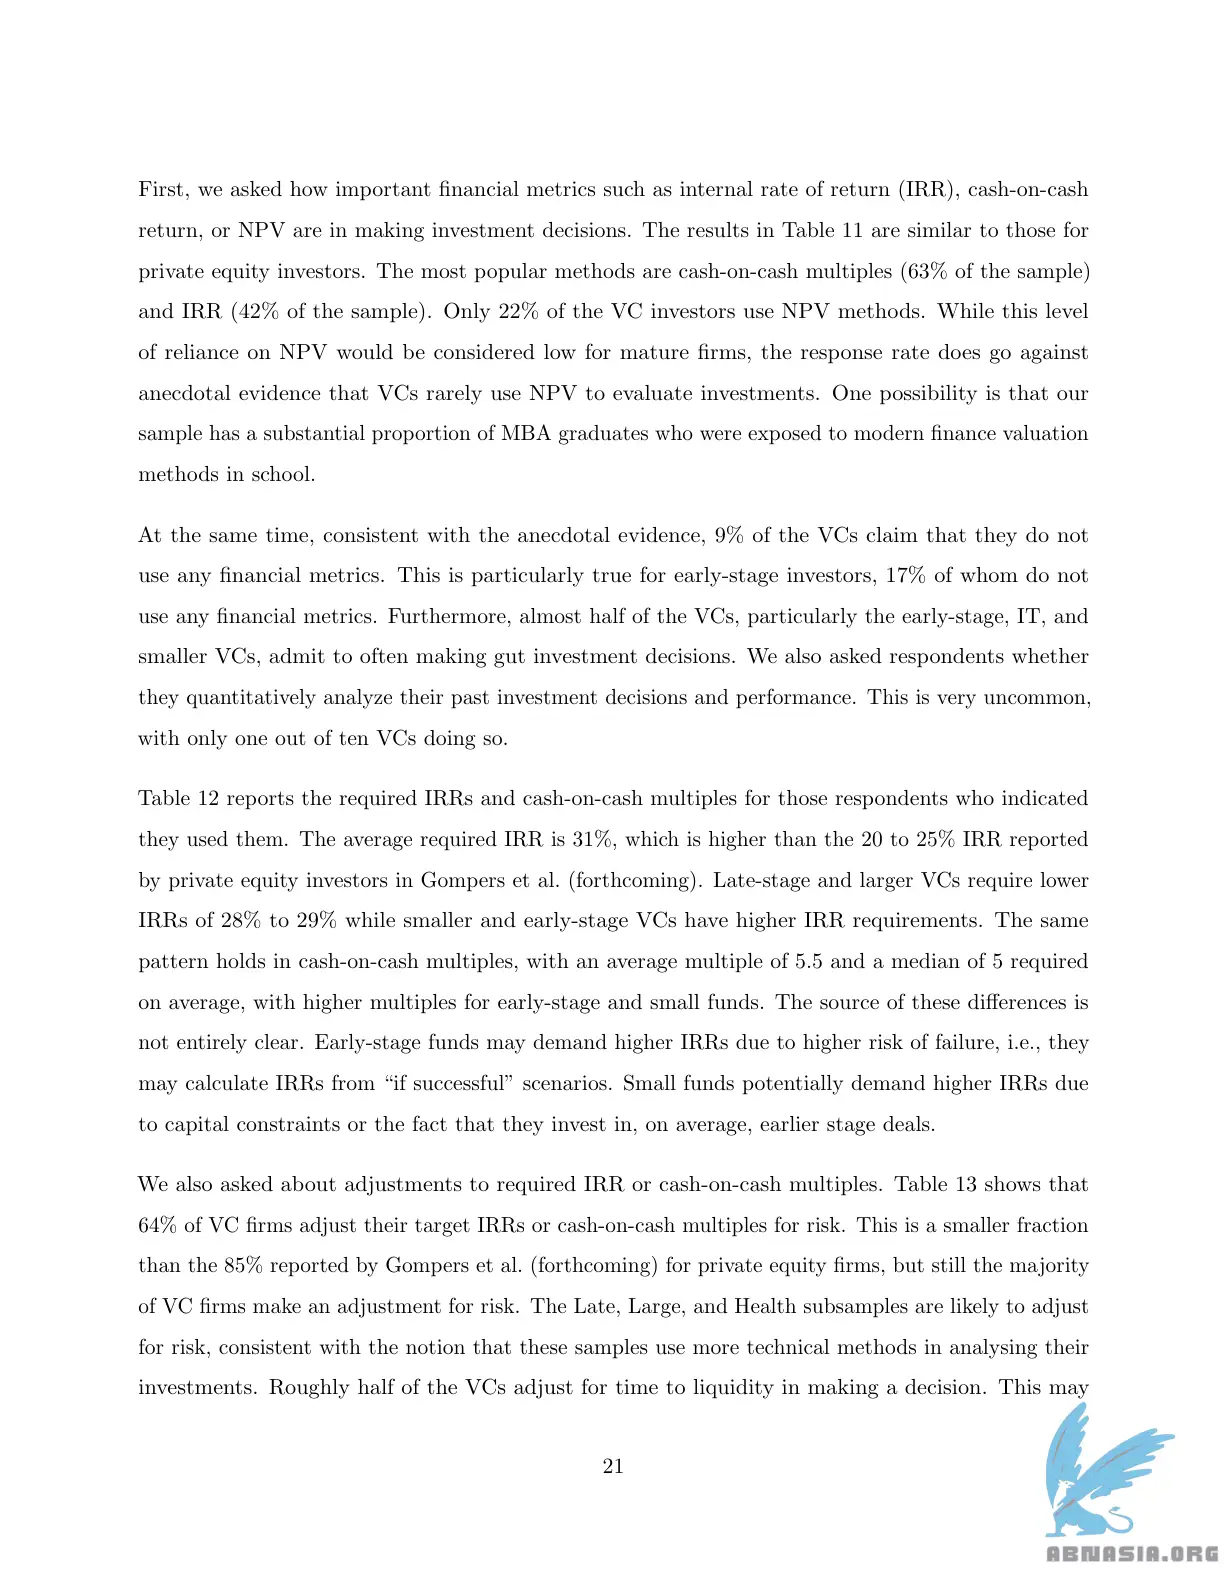 First, we asked how important financial metrics such as internal rate of return (IRR), cash-on-cash
return, or NPV are in making investment decisions. The results in Table 11 are similar to those for
private equity investors. The most popular methods are cash-on-cash multiples (63% of the sample)
and IRR (42% of the sample). Only 22% of the VC investors use NPV methods. While this level
of reliance on NPV would be considered low for mature firms, the response rate does go against
anecdotal evidence that VCs rarely use NPV to evaluate investments. One possibility is that our
sample has a substantial proportion of MBA graduates who were exposed to modern finance valuation
methods in school.
At the same time, consistent with the anecdotal evidence, 9% of the VCs claim that they do not
use any financial metrics. This is particularly true for early-stage investors, 17% of whom do not
use any financial metrics. Furthermore, almost half of the VCs, particularly the early-stage, IT, and
smaller VCs, admit to often making gut investment decisions. We also asked respondents whether
they quantitatively analyze their past investment decisions and performance. This is very uncommon,
with only one out of ten VCs doing so.
Table 12 reports the required IRRs and cash-on-cash multiples for those respondents who indicated
they used them. The average required IRR is 31%, which is higher than the 20 to 25% IRR reported
by private equity investors in Gompers et al. (forthcoming). Late-stage and larger VCs require lower
IRRs of 28% to 29% while smaller and early-stage VCs have higher IRR requirements. The same
pattern holds in cash-on-cash multiples, with an average multiple of 5.5 and a median of 5 required
on average, with higher multiples for early-stage and small funds. The source of these differences is
not entirely clear. Early-stage funds may demand higher IRRs due to higher risk of failure, i.e., they
may calculate IRRs from “if successful” scenarios. Small funds potentially demand higher IRRs due
to capital constraints or the fact that they invest in, on average, earlier stage deals.
We also asked about adjustments to required IRR or cash-on-cash multiples. Table 13 shows that
64% of VC firms adjust their target IRRs or cash-on-cash multiples for risk. This is a smaller fraction
than the 85% reported by Gompers et al. (forthcoming) for private equity firms, but still the majority
of VC firms make an adjustment for risk. The Late, Large, and Health subsamples are likely to adjust
for risk, consistent with the notion that these samples use more technical methods in analysing their
investments. Roughly half of the VCs adjust for time to liquidity in making a decision. This may
21
ABNASIA.ORG